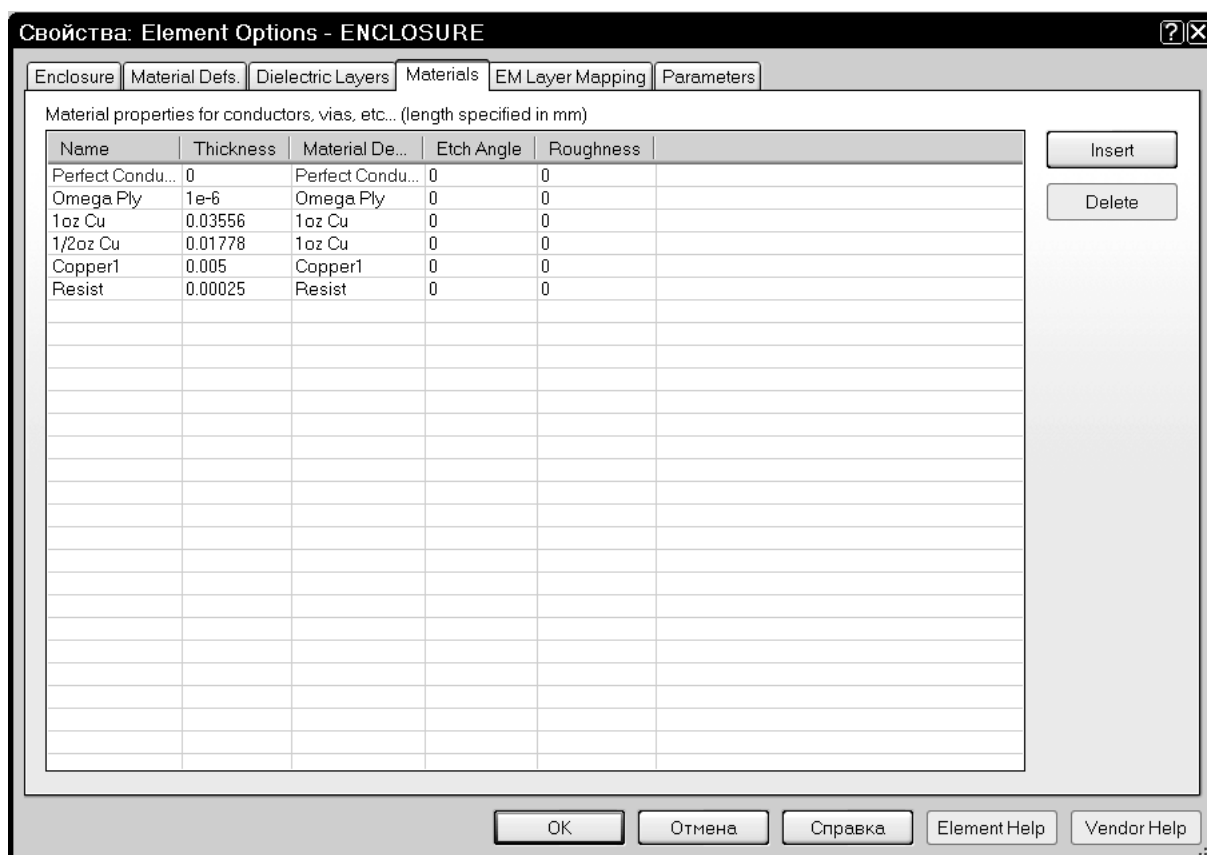 Свойства: Element Options - ENCLOSURE
Enclosure Material Defs. Dielectric Layers Materials EM Layer Mapping Parameters
Material properties for conductors, vias, etc... (length specified in mm)
Name Thickness Material De... Etch Angle Roughness
Perfect Condu... 0 Perfect Condu... 0 0
Omega Ply 1e-6 Omega Ply 0 0
1oz Cu 0.03556 1oz Cu 0 0
1/2oz Cu 0.01778 1oz Cu 0 0
Copper1 0.005 Copper1 0 0
Resist 0.00025 Resist 0 0
Insert
Delete
OK Отмена Справка Element Help Vendor Help